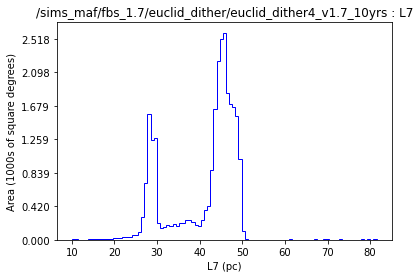 /sims_maf/fbs_1.7/euclid_dither/euclid_dither4_v1.7_10yrs : L7
2.518
2.098
1.679
1.259
0.839
0.420
0.000
Area (1000s of square degrees)
10 20 30 40 50 60 70 80
L7 (pc)